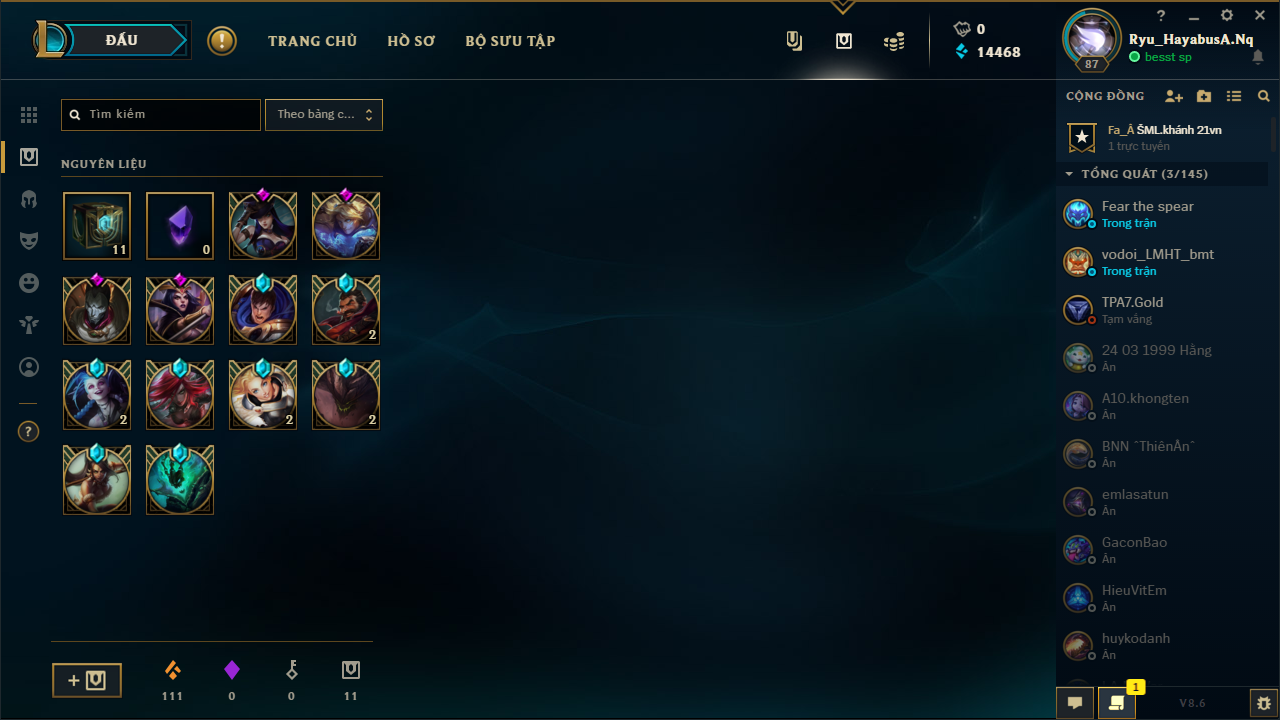 ĐẤU
TRANG CHỦ
HỒ SƠ
BỘ SƯU TẬP
0
14468
87
Ryu_HayabusA.Nq
besst sp
Tìm kiếm
Theo bảng c...
CỘNG ĐỒNG
Fa_Â ŠML.khánh 21vn
1 trực tuyến
TỔNG QUÁT (3/145)
NGUYÊN LIỆU
11
0
2
2
2
2
Fear the spear
Trong trận
vodoi_LMHT_bmt
Trong trận
TPA7.Gold
Tạm vắng
24 03 1999 Hằng
Ẩn
A10.khongten
Ẩn
BNN ˆThiênẨnˆ
Ẩn
emlasatun
Ẩn
GaconBao
Ẩn
HieuVitEm
Ẩn
huykodanh
Ẩn
111
0
0
11
1
V8.6